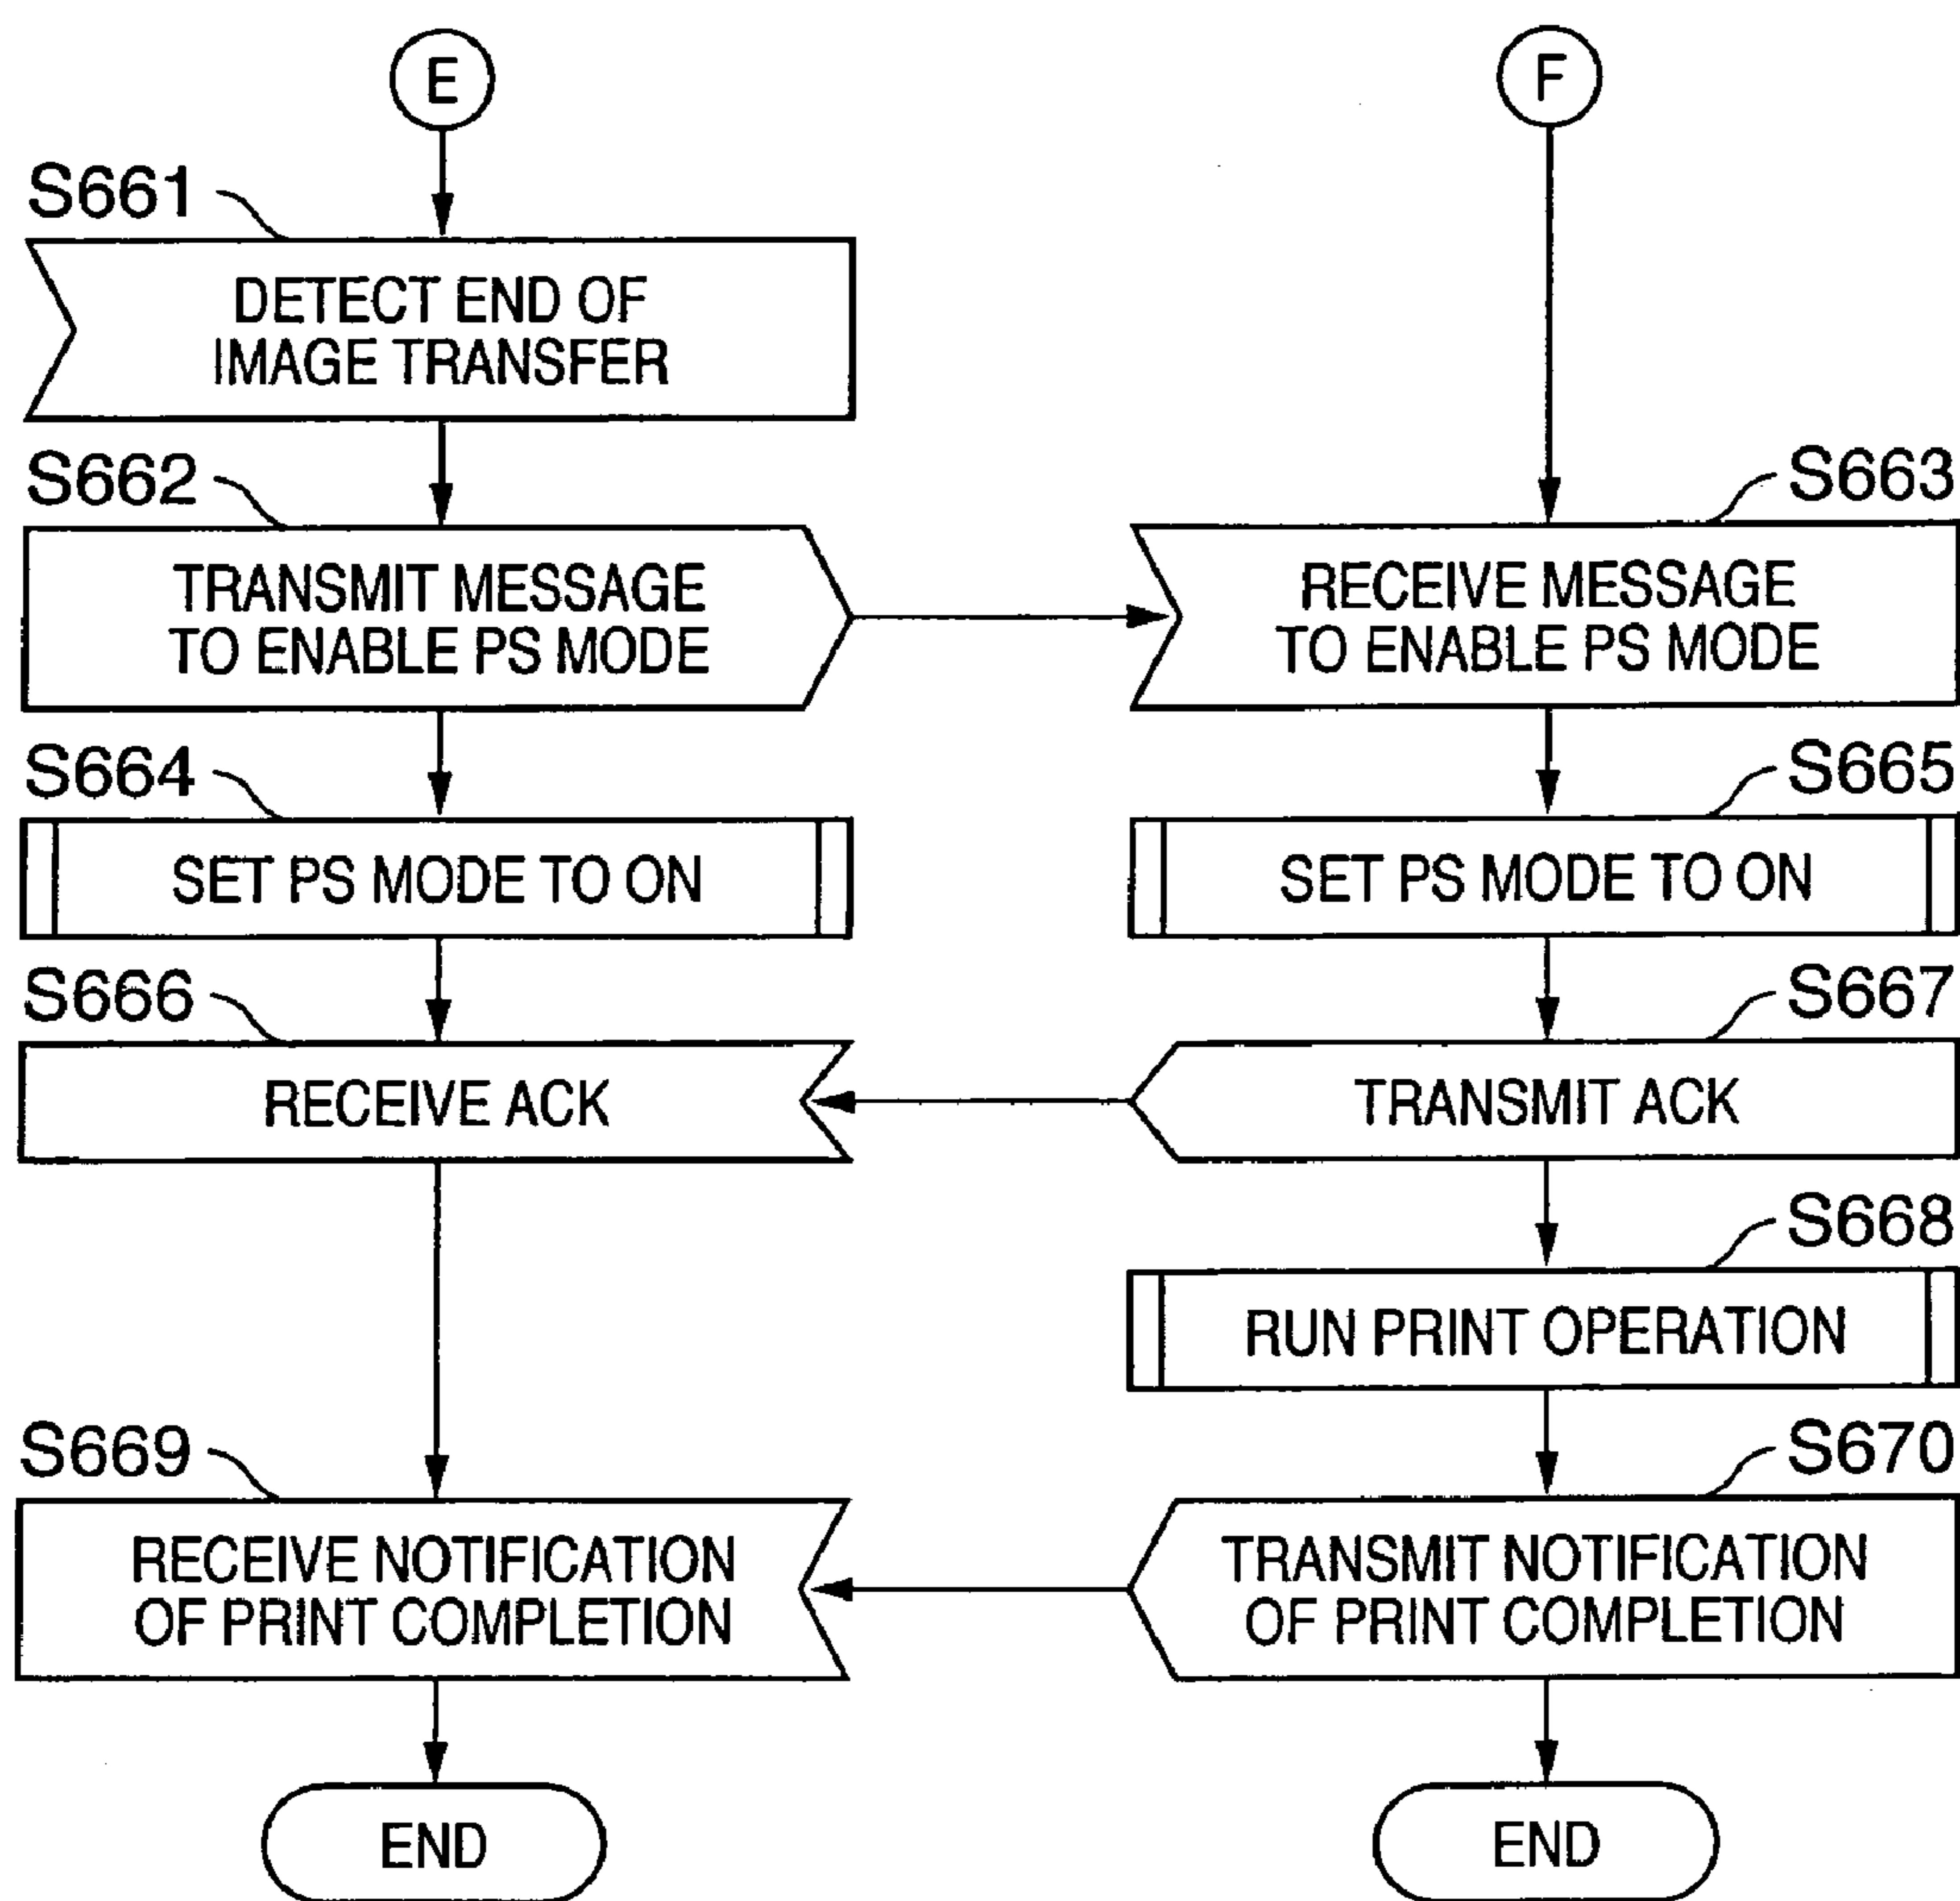 E
F
S661
DETECT END OF
IMAGE TRANSFER
S662
TRANSMIT MESSAGE
TO ENABLE PS MODE
S663
RECEIVE MESSAGE
TO ENABLE PS MODE
S664
SET PS MODE TO ON
S665
SET PS MODE TO ON
S666
RECEIVE ACK
S667
TRANSMIT ACK
S668
RUN PRINT OPERATION
S669
RECEIVE NOTIFICATION
OF PRINT COMPLETION
S670
TRANSMIT NOTIFICATION
OF PRINT COMPLETION
END
END